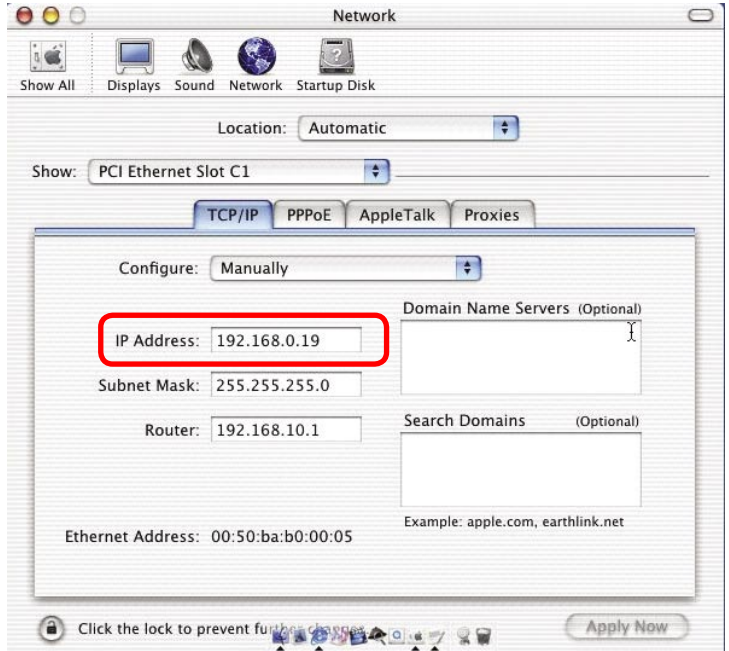 Network
Show All
Displays
Sound
Network
Startup Disk
Location: Automatic
Show: PCI Ethernet Slot C1
TCP/IP
PPPoE
AppleTalk
Proxies
Configure: Manually
Domain Name Servers (Optional)
IP Address: 192.168.0.19
Subnet Mask: 255.255.255.0
Router: 192.168.10.1
Search Domains (Optional)
Example: apple.com, earthlink.net
Ethernet Address: 00:50:ba:b0:00:05
Click the lock to prevent further changes.
Apply Now